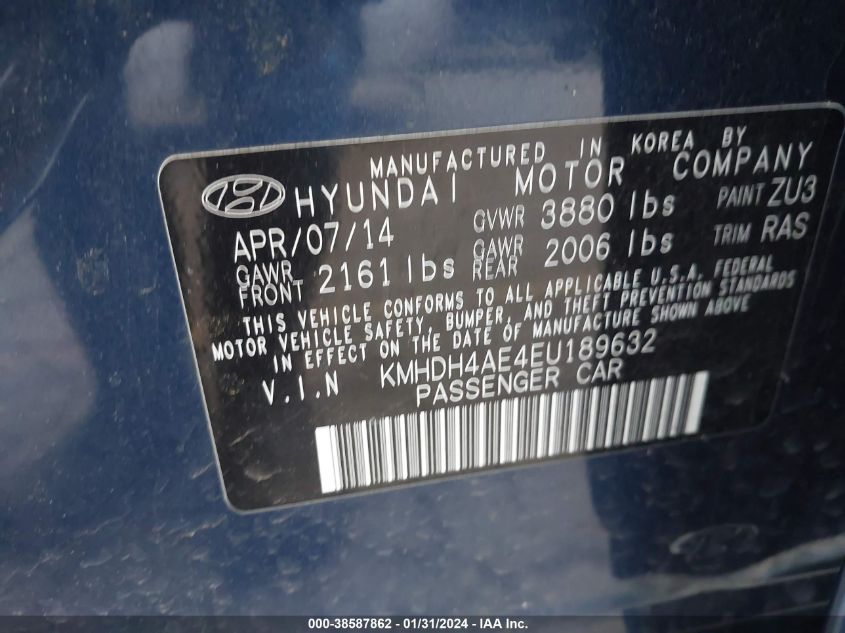 MANUFACTURED IN KOREA BY
HYUNDAI MOTOR COMPANY
APR/07/14 GVWR 3880 lbs PAINT ZU3
GAWR FRONT 2161 lbs GAWR REAR 2006 lbs TRIM RAS
THIS VEHICLE CONFORMS TO ALL APPLICABLE U.S.A. FEDERAL
MOTOR VEHICLE SAFETY, BUMPER, AND THEFT PREVENTION STANDARDS
IN EFFECT ON THE DATE OF MANUFACTURE SHOWN ABOVE
V.I.N KMHDH4AE4EU189632
PASSENGER CAR
000-38587862 - 01/31/2024 - IAA Inc.